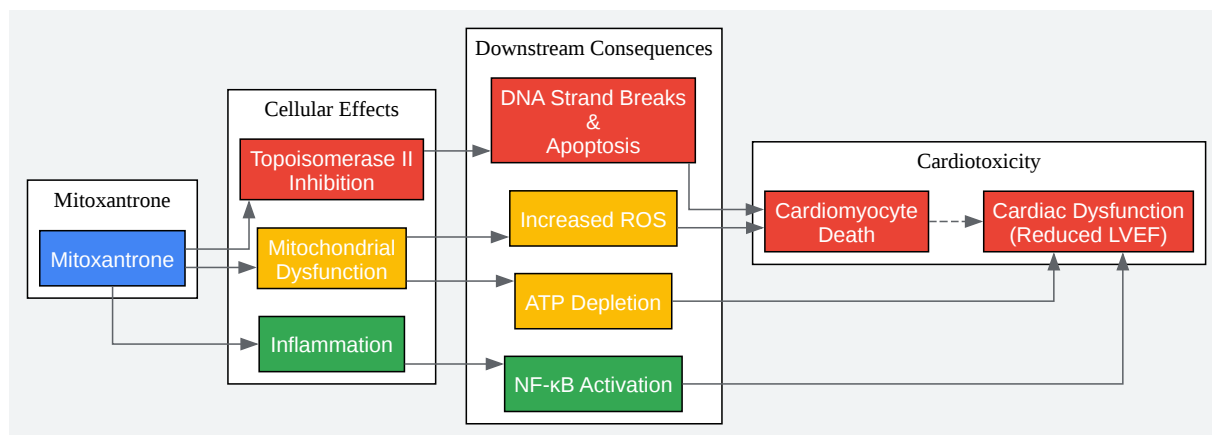 Mitoxantrone
Mitoxantrone
Cellular Effects
Topoisomerase II
Inhibition
Mitochondrial
Dysfunction
Inflammation
Downstream Consequences
DNA Strand Breaks
&
Apoptosis
Increased ROS
ATP Depletion
NF-κB Activation
Cardiotoxicity
Cardiomyocyte
Death
Cardiac Dysfunction
(Reduced LVEF)